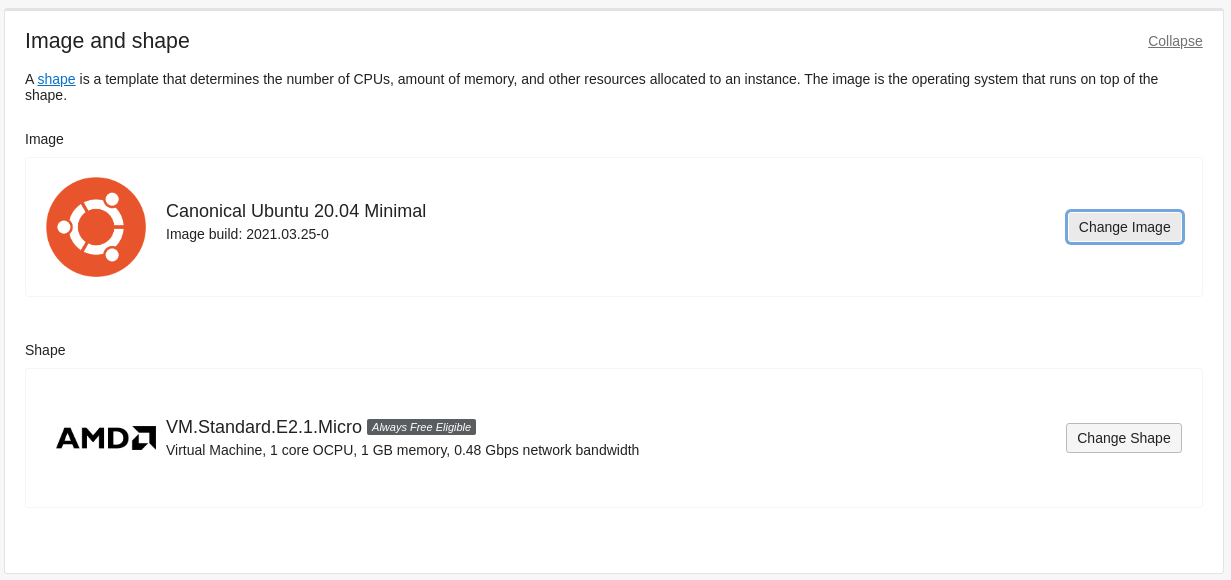 Image and shape
Collapse
A shape is a template that determines the number of CPUs, amount of memory, and other resources allocated to an instance. The image is the operating system that runs on top of the
shape.
Image
Canonical Ubuntu 20.04 Minimal
Image build: 2021.03.25-0
Change Image
Shape
AMD
VM.Standard.E2.1.Micro Always Free Eligible
Virtual Machine, 1 core OCPU, 1 GB memory, 0.48 Gbps network bandwidth
Change Shape